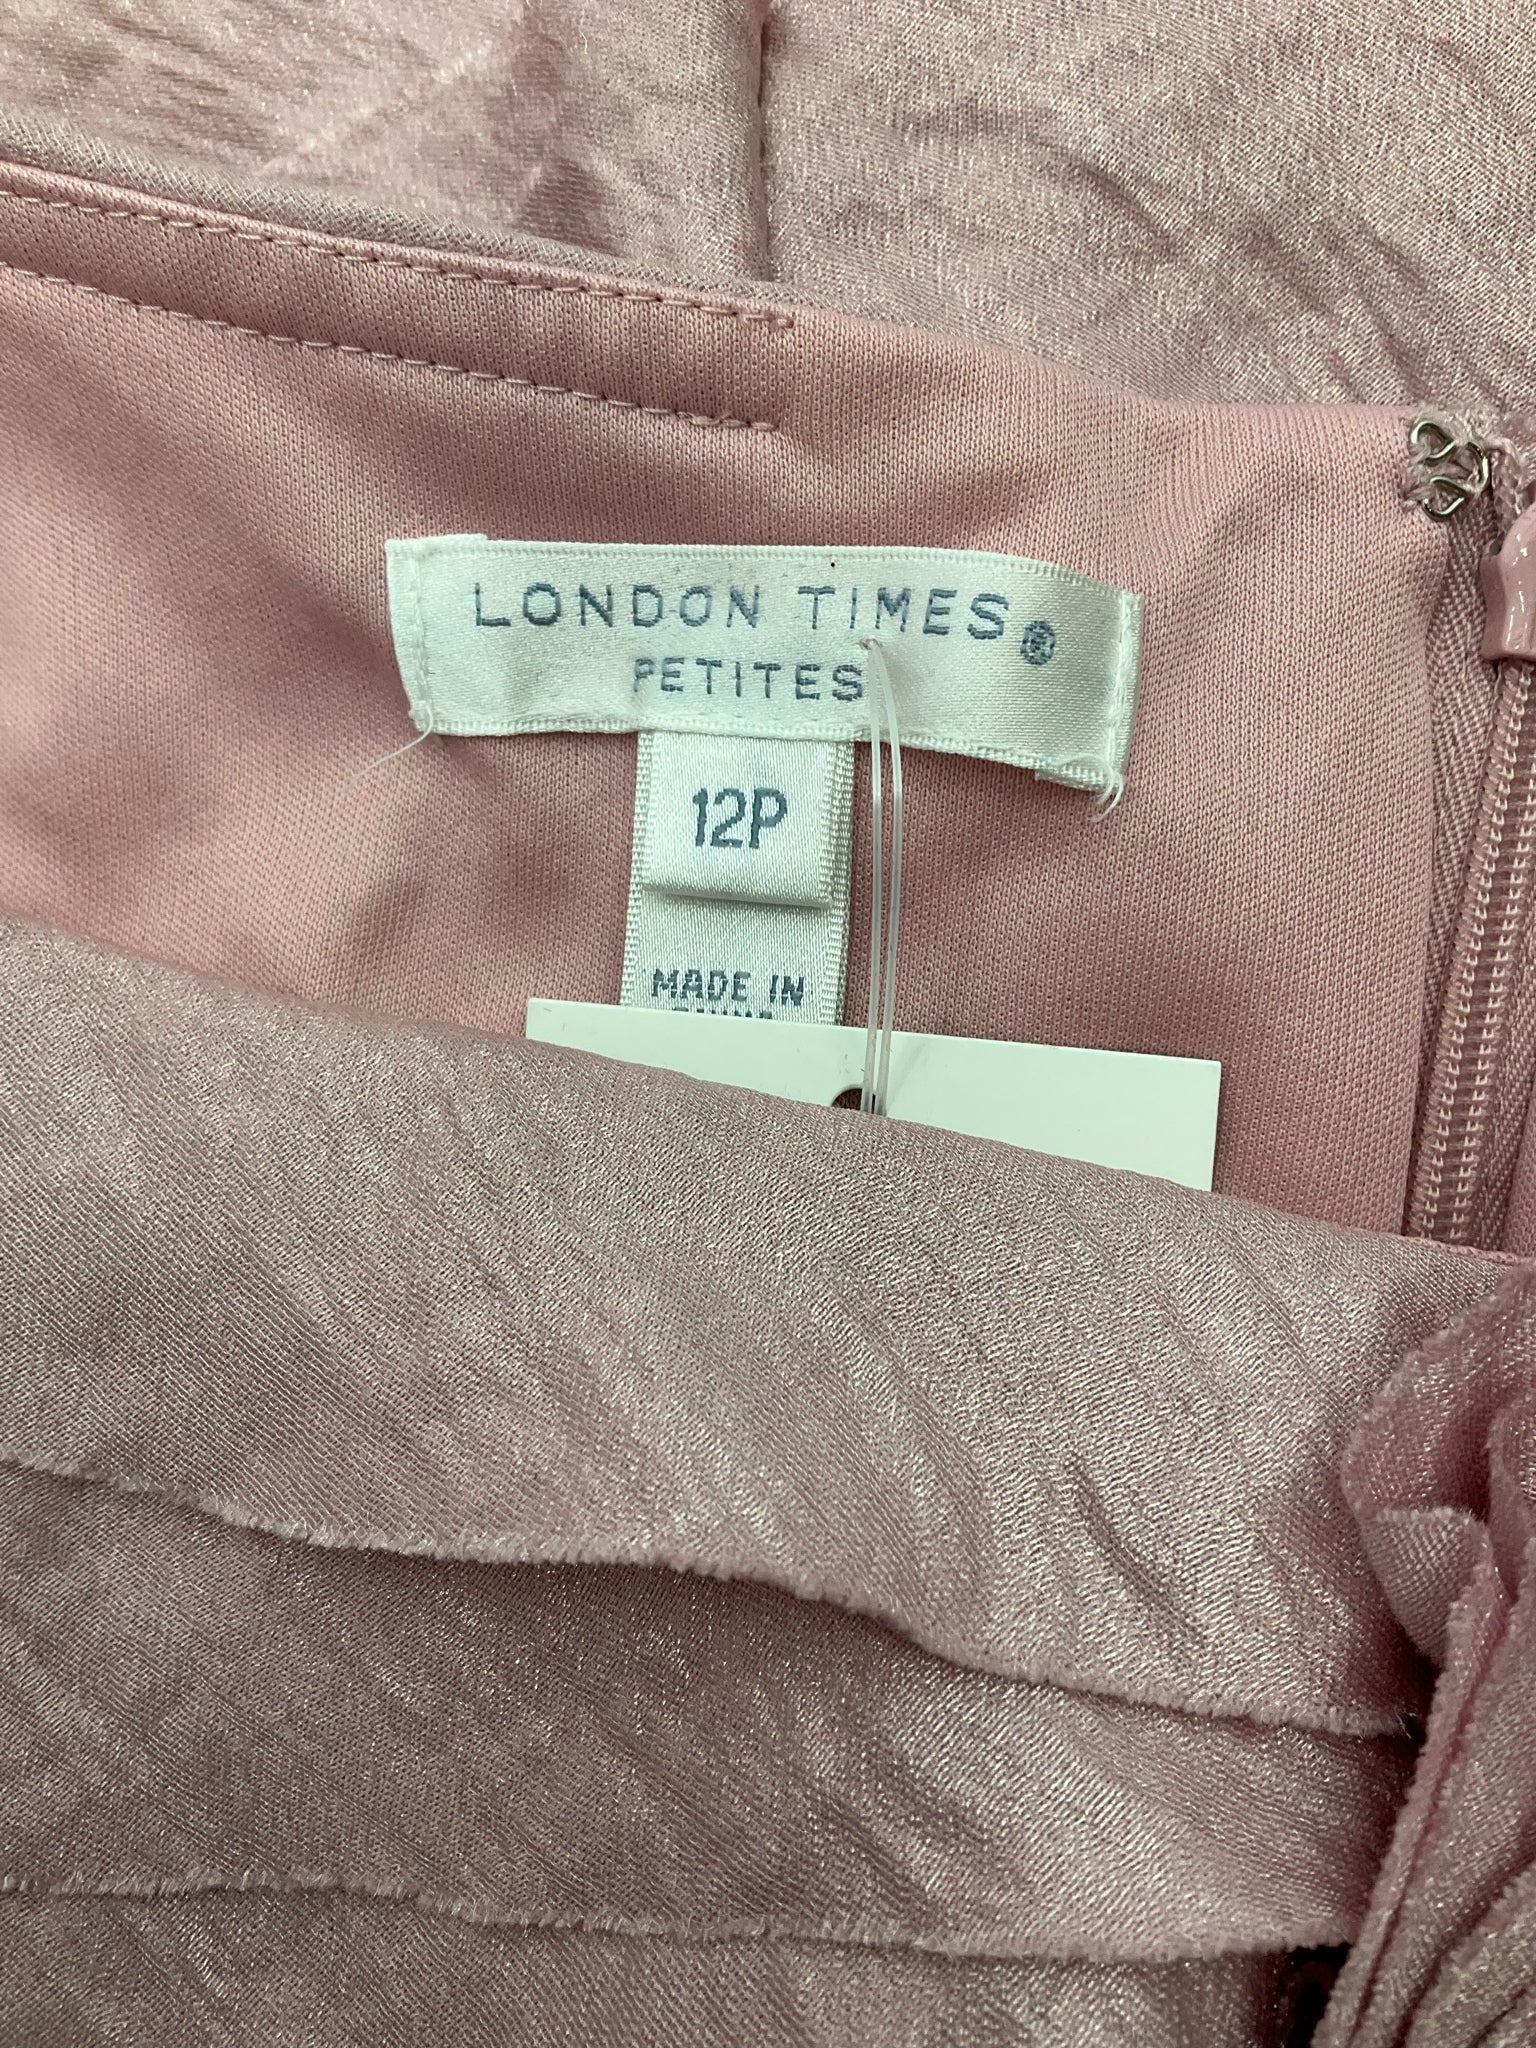 LONDON TIMES®
PETITES
12P
MADE IN